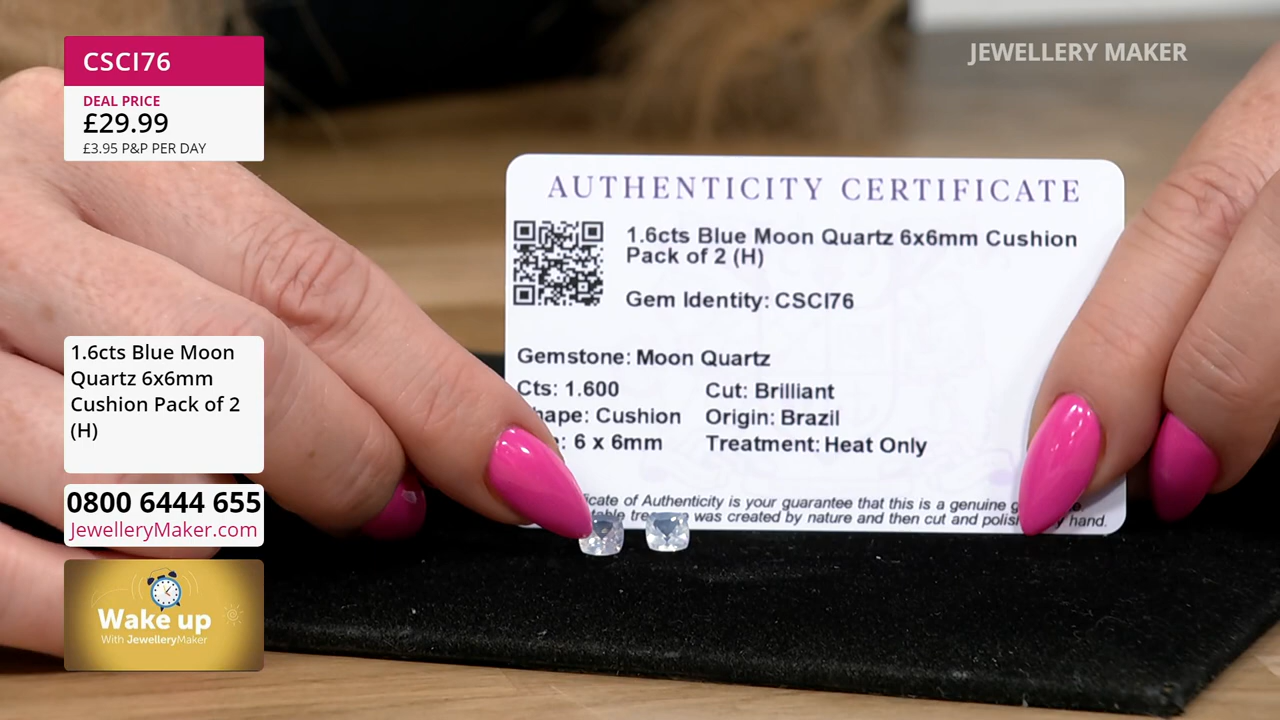 CSCI76
DEAL PRICE
£29.99
£3.95 P&P PER DAY
JEWELLERY MAKER
AUTHENTICITY CERTIFICATE
1.6cts Blue Moon Quartz 6x6mm Cushion
Pack of 2 (H)
Gem Identity: CSCI76
Gemstone: Moon Quartz
Cts: 1.600 Cut: Brilliant
Cushion Origin: Brazil
6 x 6mm Treatment: Heat Only
of Authenticity is your guarantee that this is a genuine
was created by nature and then cut and hand.
1.6cts Blue Moon
Quartz 6x6mm
Cushion Pack of 2
(H)
0800 6444 655
JewelleryMaker.com
Wake up
With JewelleryMaker